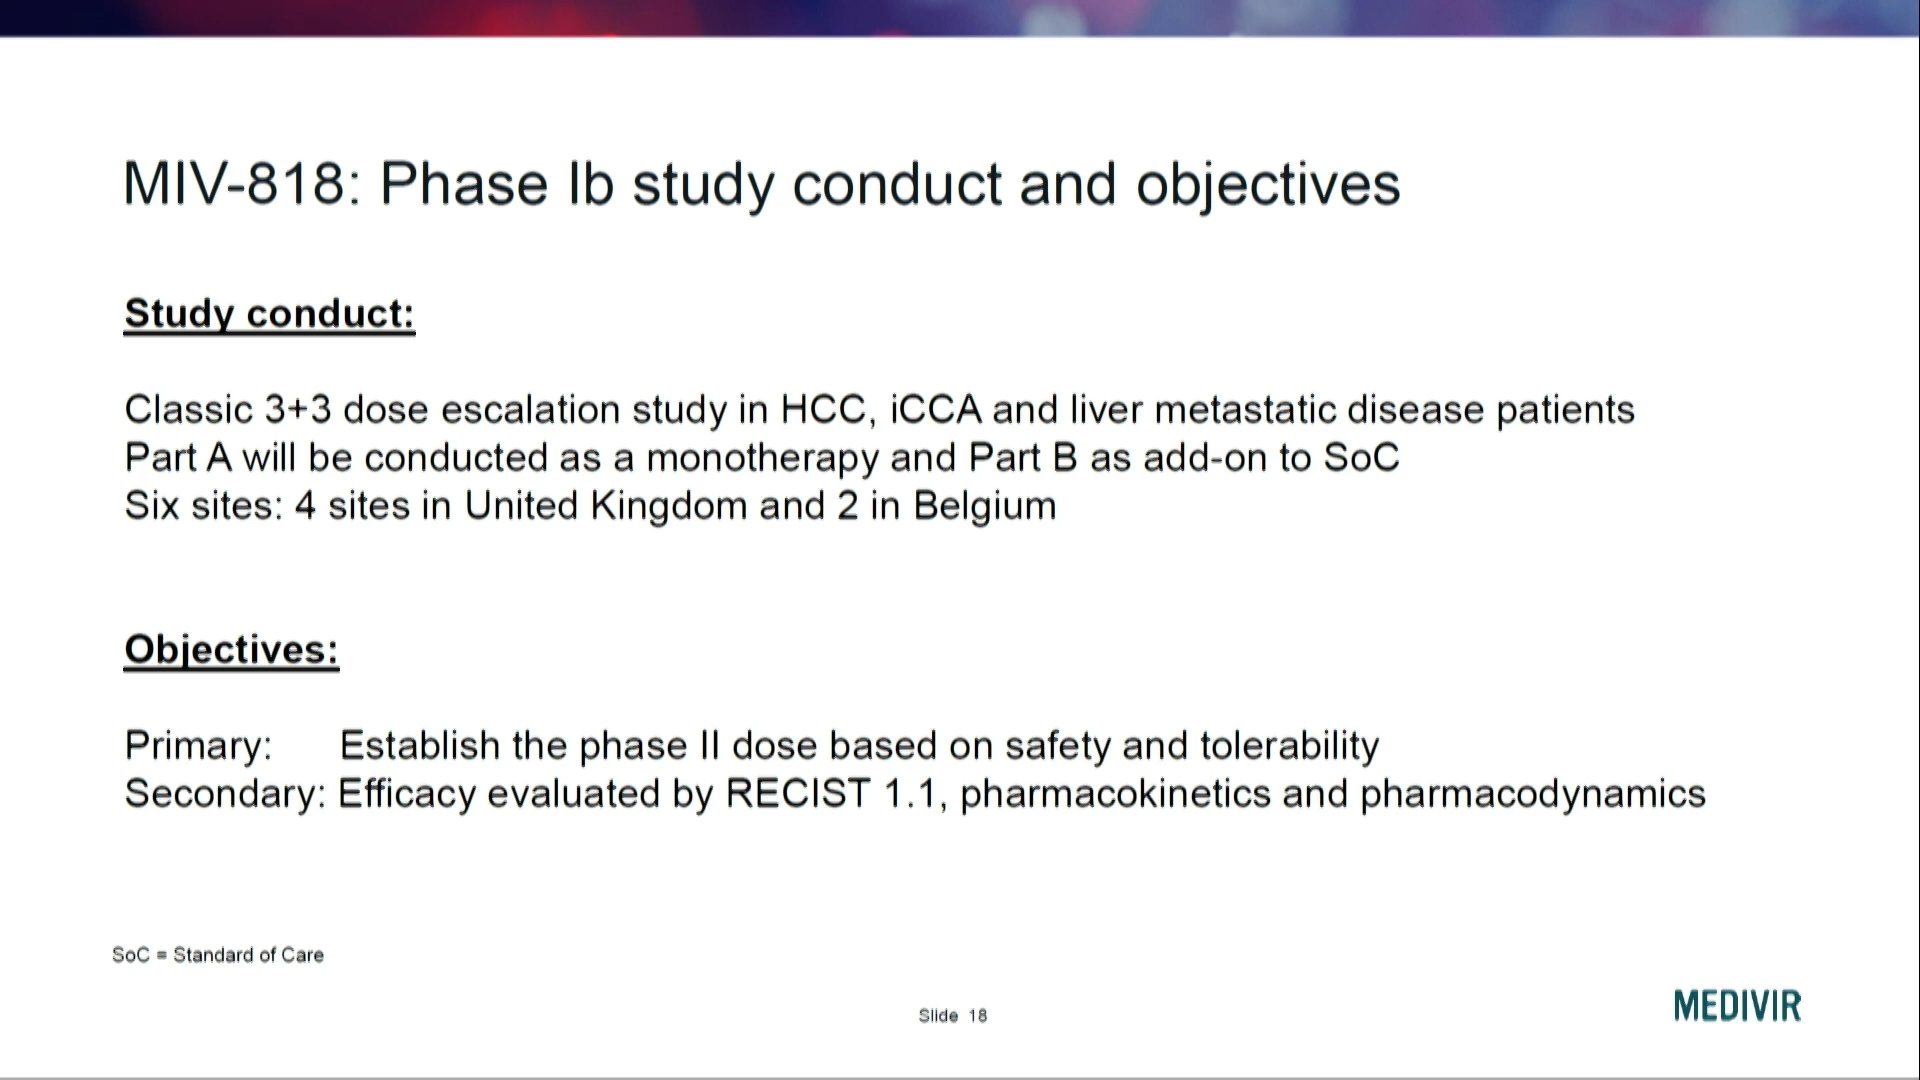 MIV-818: Phase Ib study conduct and objectives
Study conduct:
Classic 3+3 dose escalation study in HCC, iCCA and liver metastatic disease patients
Part A will be conducted as a monotherapy and Part B as add-on to SoC
Six sites: 4 sites in United Kingdom and 2 in Belgium
Objectives:
Primary: Establish the phase II dose based on safety and tolerability
Secondary: Efficacy evaluated by RECIST 1.1, pharmacokinetics and pharmacodynamics
SoC = Standard of Care
Slide 18
MEDIVIR